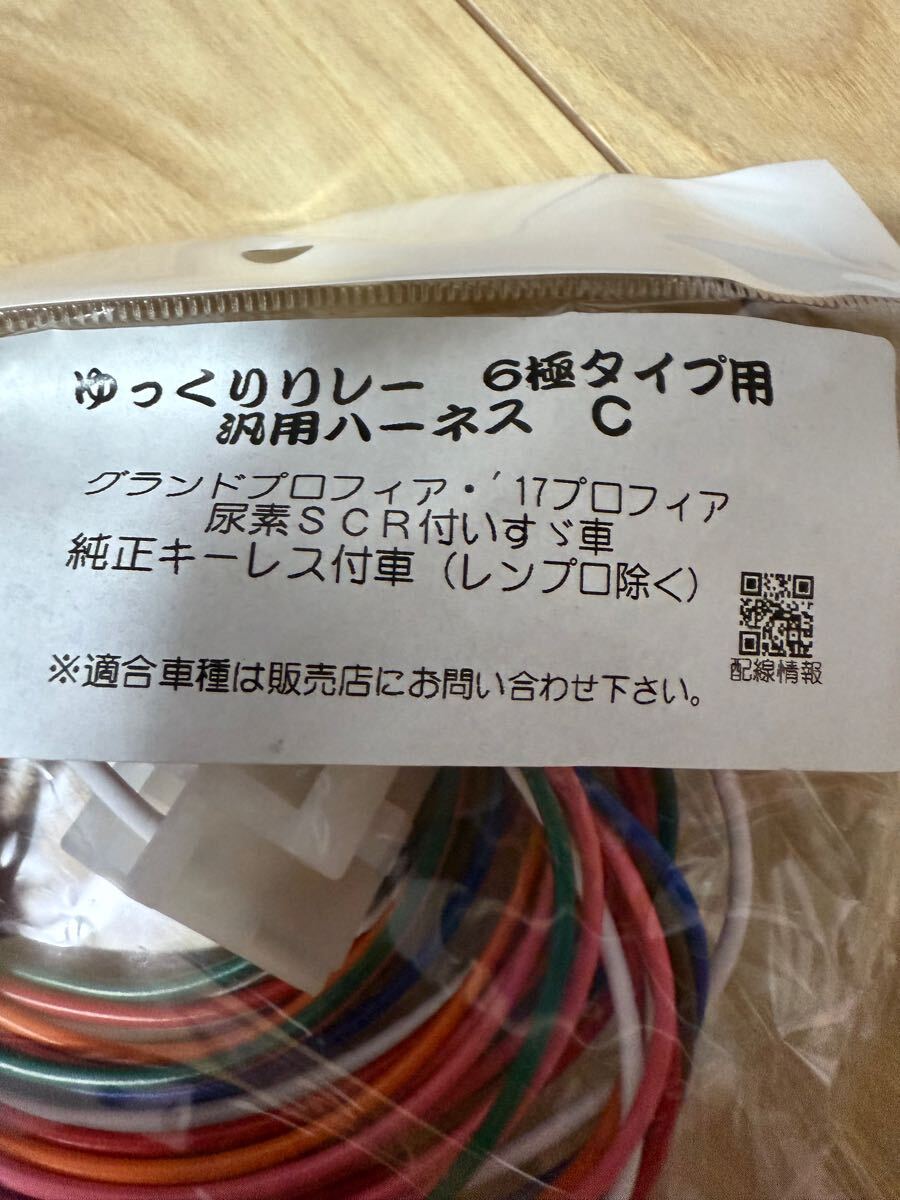 ゆっくりリレー　６極タイプ用
汎用ハーネス　Ｃ
グランドプロフィア・'17プロフィア
尿素ＳＣＲ付いすゞ車
純正キーレス付車（レンプロ除く）
※適合車種は販売店にお問い合わせ下さい。
配線情報